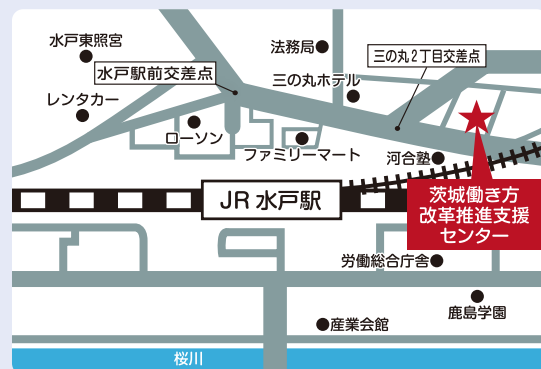 水戸東照宮
法務局
三の丸2丁目交差点
水戸駅前交差点
三の丸ホテル
レンタカー
ローソン
ファミリーマート
河合塾
JR 水戸駅
茨城働き方
改革推進支援
センター
労働総合庁舎
鹿島学園
産業会館
桜川